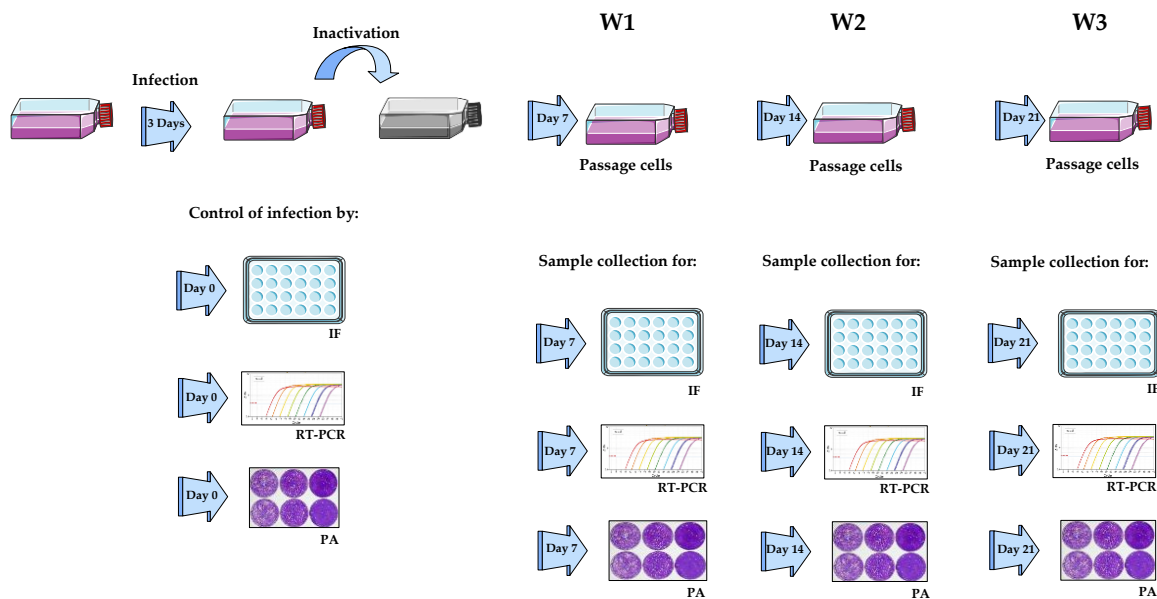 W1
W2
W3
Inactivation
Infection
3 Days
Day 7
Day 14
Day 21
Passage cells
Passage cells
Passage cells
Control of infection by:
Sample collection for:
Sample collection for:
Sample collection for:
Day 0
IF
Day 7
IF
Day 14
IF
Day 21
IF
Day 0
RT-PCR
Day 7
RT-PCR
Day 14
RT-PCR
Day 21
RT-PCR
Day 0
PA
Day 7
PA
Day 14
PA
Day 21
PA